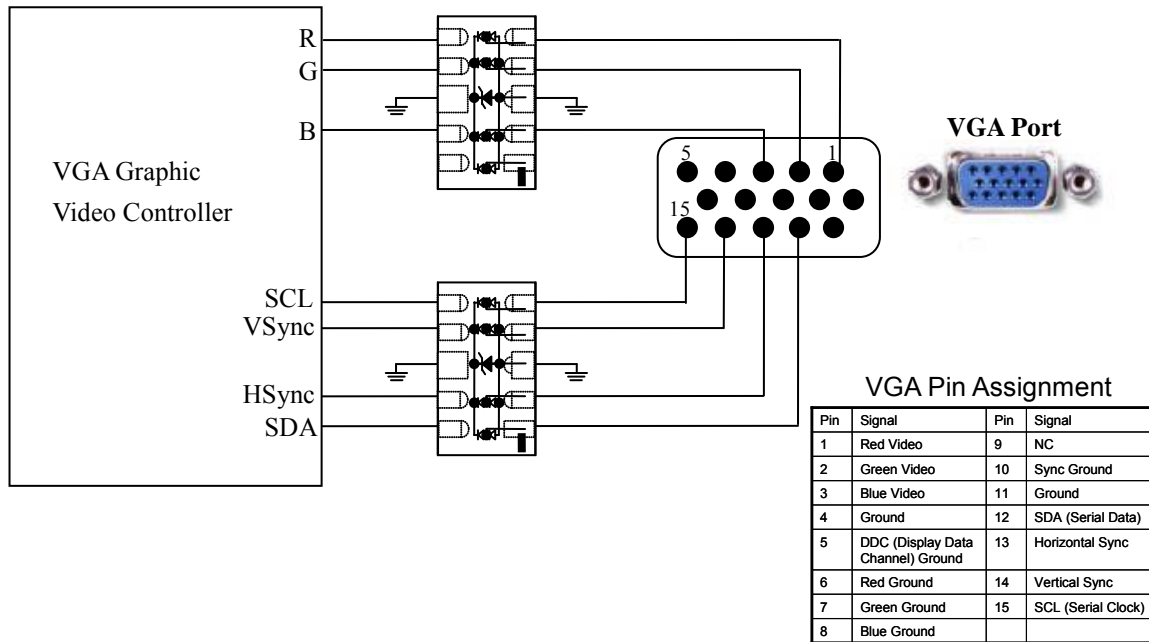 R
G
B
VGA Graphic
Video Controller
SCL
VSync
HSync
SDA
5
1
15
VGA Port
VGA Pin Assignment
Pin Signal Pin Signal
1 Red Video 9 NC
2 Green Video 10 Sync Ground
3 Blue Video 11 Ground
4 Ground 12 SDA (Serial Data)
5 DDC (Display Data 13 Horizontal Sync
Channel) Ground
6 Red Ground 14 Vertical Sync
7 Green Ground 15 SCL (Serial Clock)
8 Blue Ground